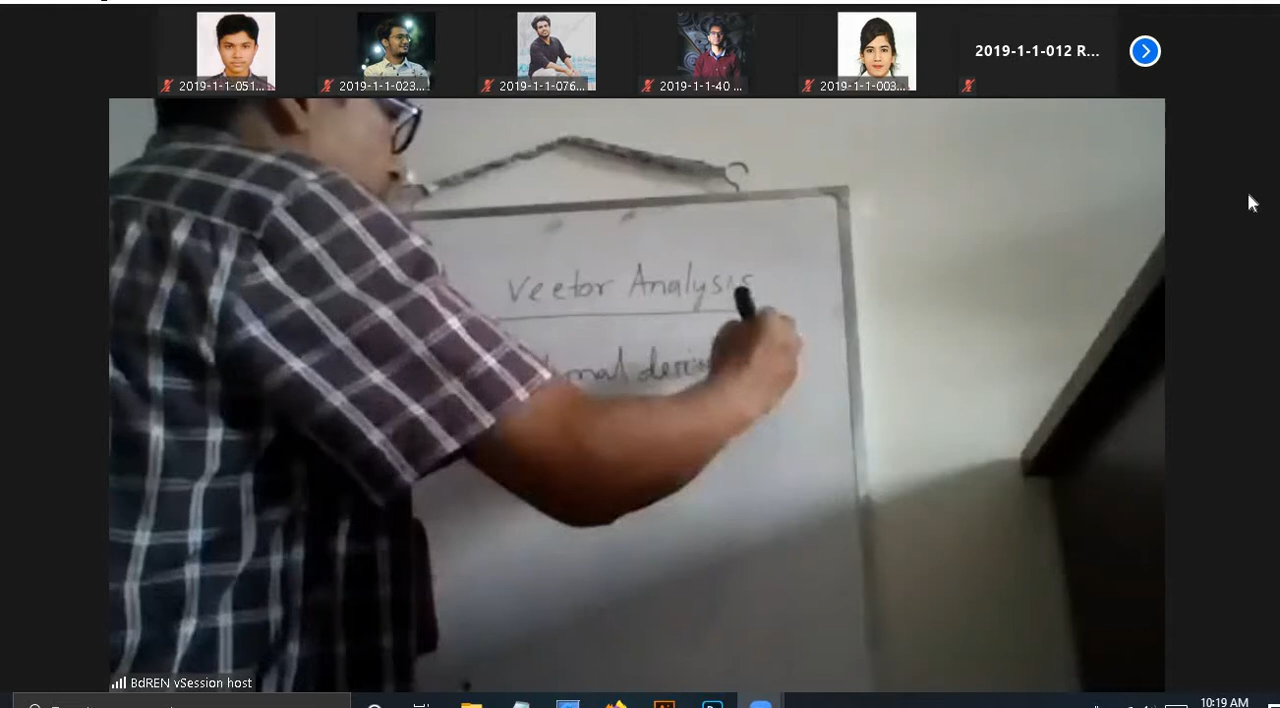 2019-1-1-051...
2019-1-1-023...
2019-1-1-076...
2019-1-1-40 ...
2019-1-1-003...
2019-1-1-012 R...
Veetor Analysis
BdREN vSession host
10:19 AM